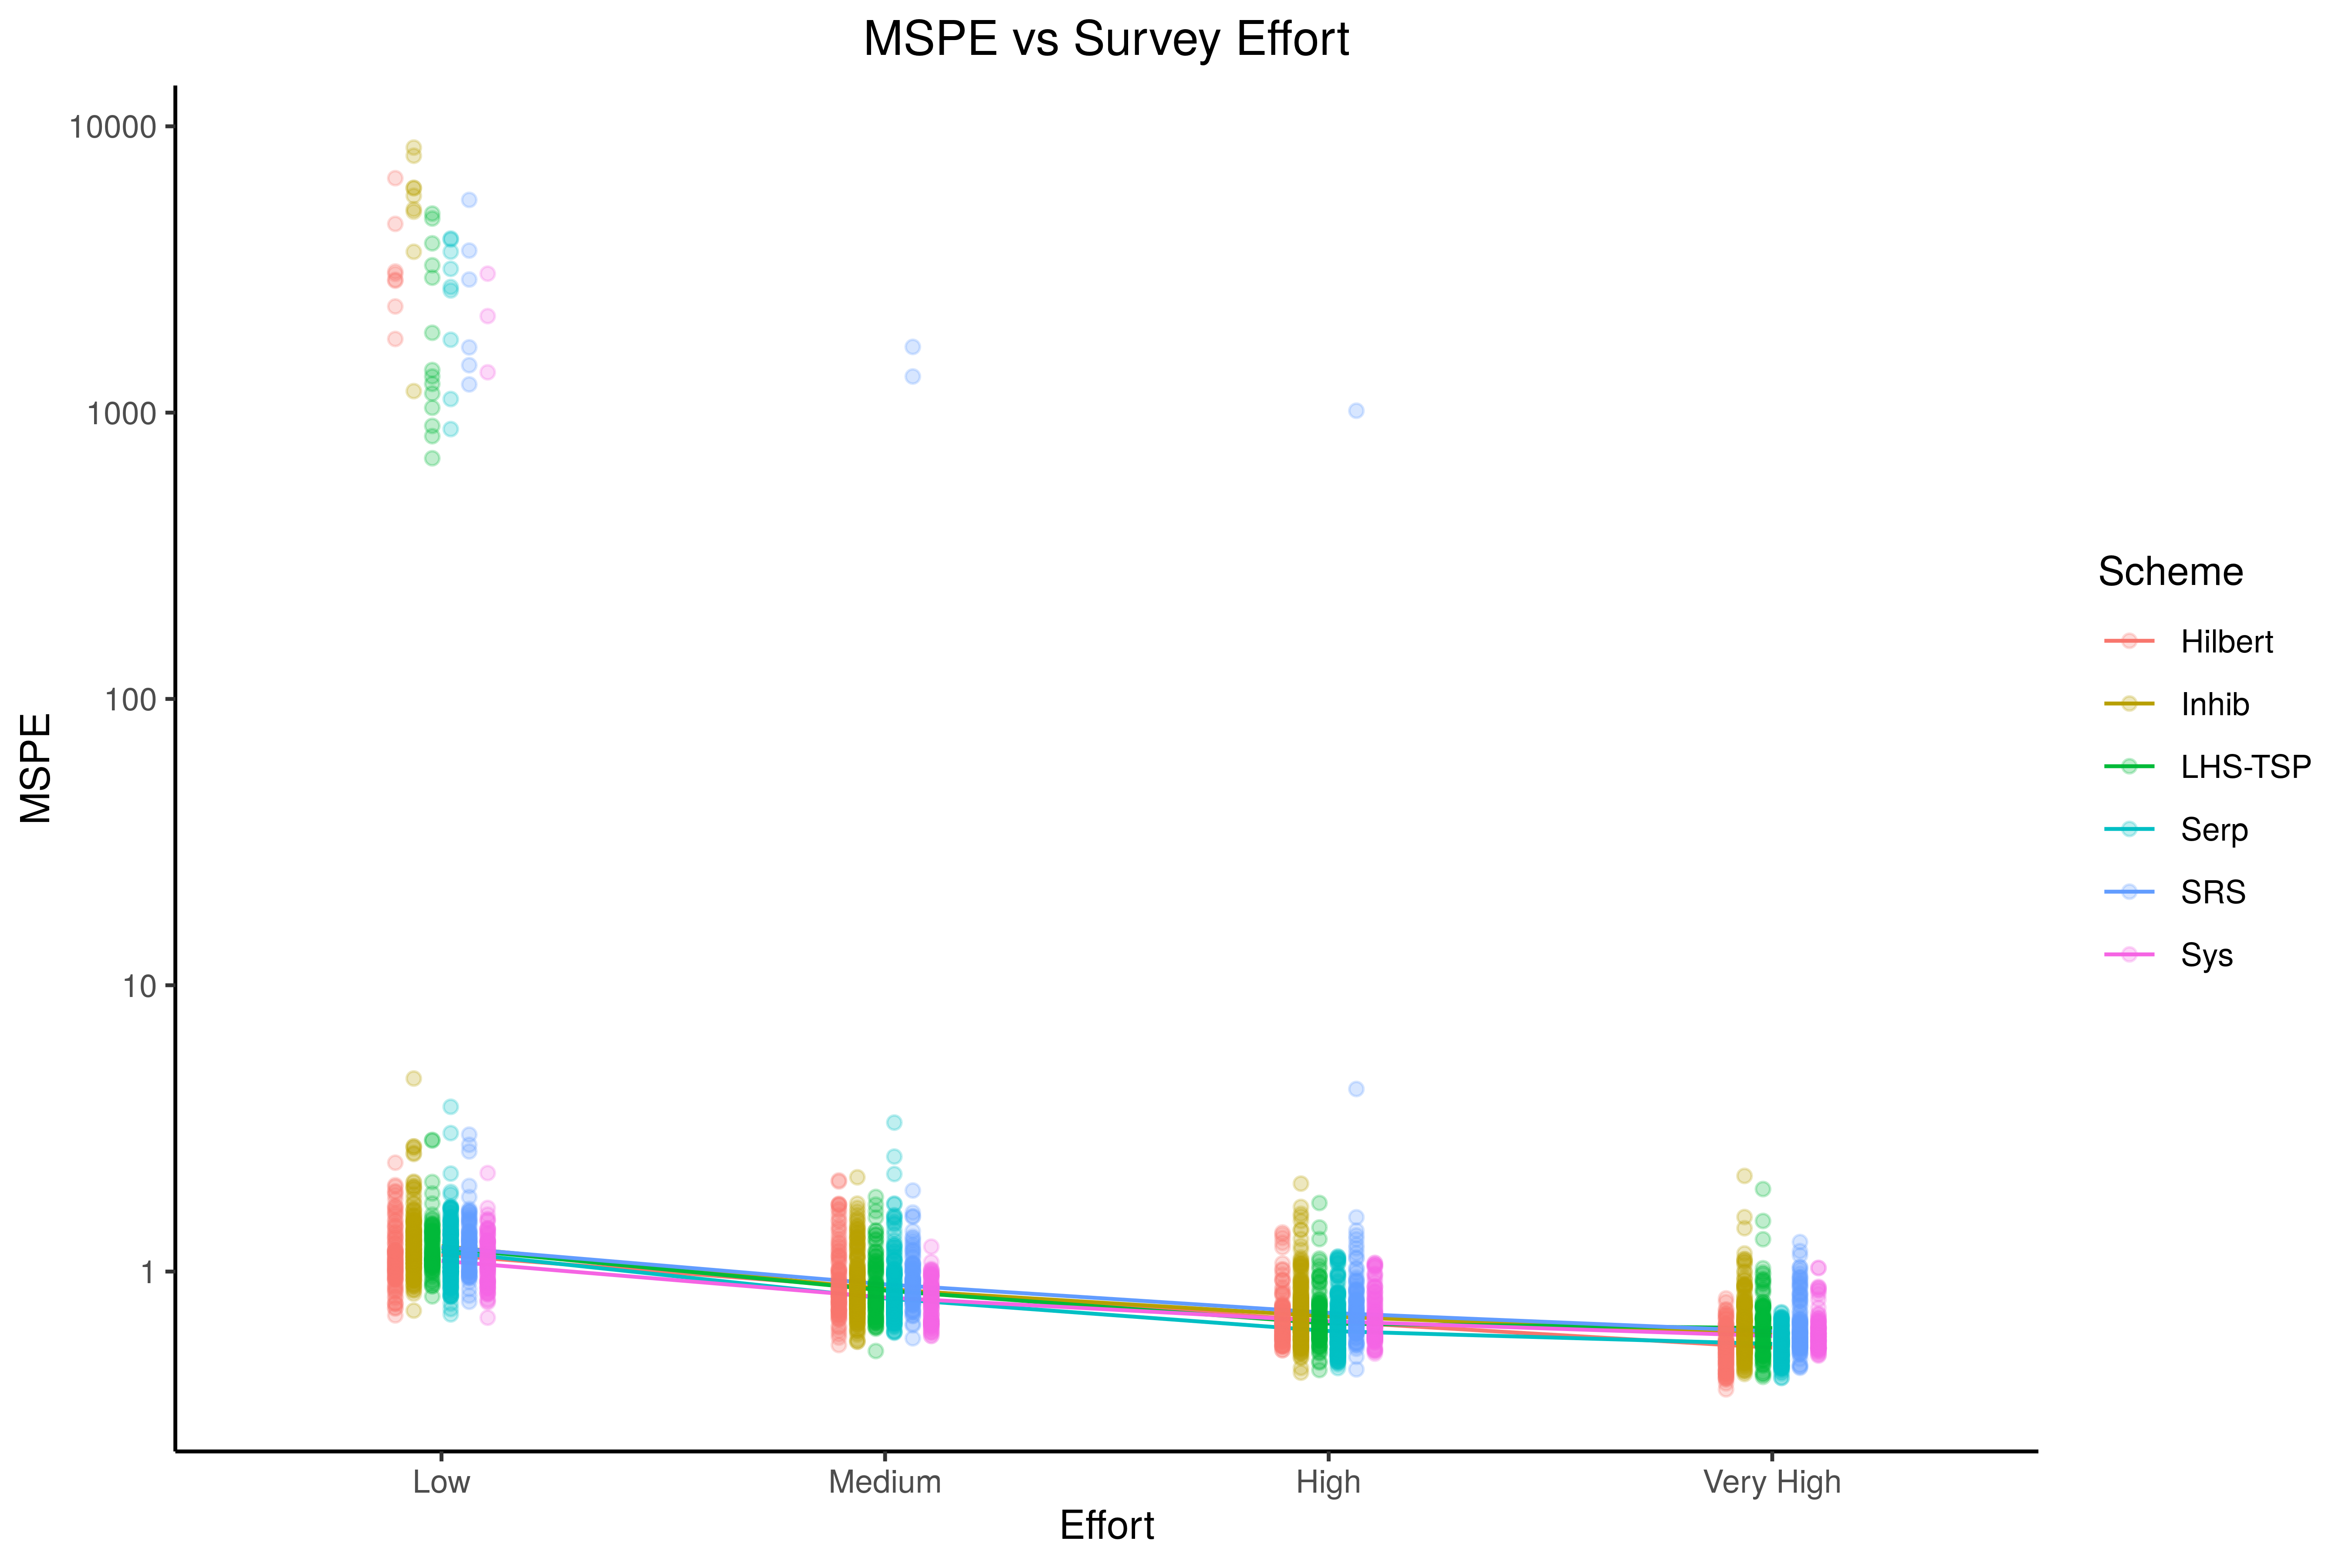 MSPE vs Survey Effort
10000
1000
100
10
1
MSPE
Low
Medium
High
Very High
Effort
Scheme
Hilbert
Inhib
LHS-TSP
Serp
SRS
Sys